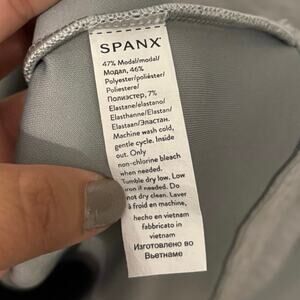 SPANX
47% Modal/modal/
Модал, 46%
Polyester/poliéster/
Poliestere/
Полиэстер, 7%
Elastane/elastano/
Elasthanne/Elastan/
Elastaan/Эластан.
Machine wash cold,
gentle cycle. Inside
out. Only
non-chlorine bleach
when needed.
Tumble dry low. Low
iron if needed. Do
not dry clean. Laver
à froid en machine,
hecho en vietnam
fabbricato in
vietnam
Изготовлено во
Вьетнаме